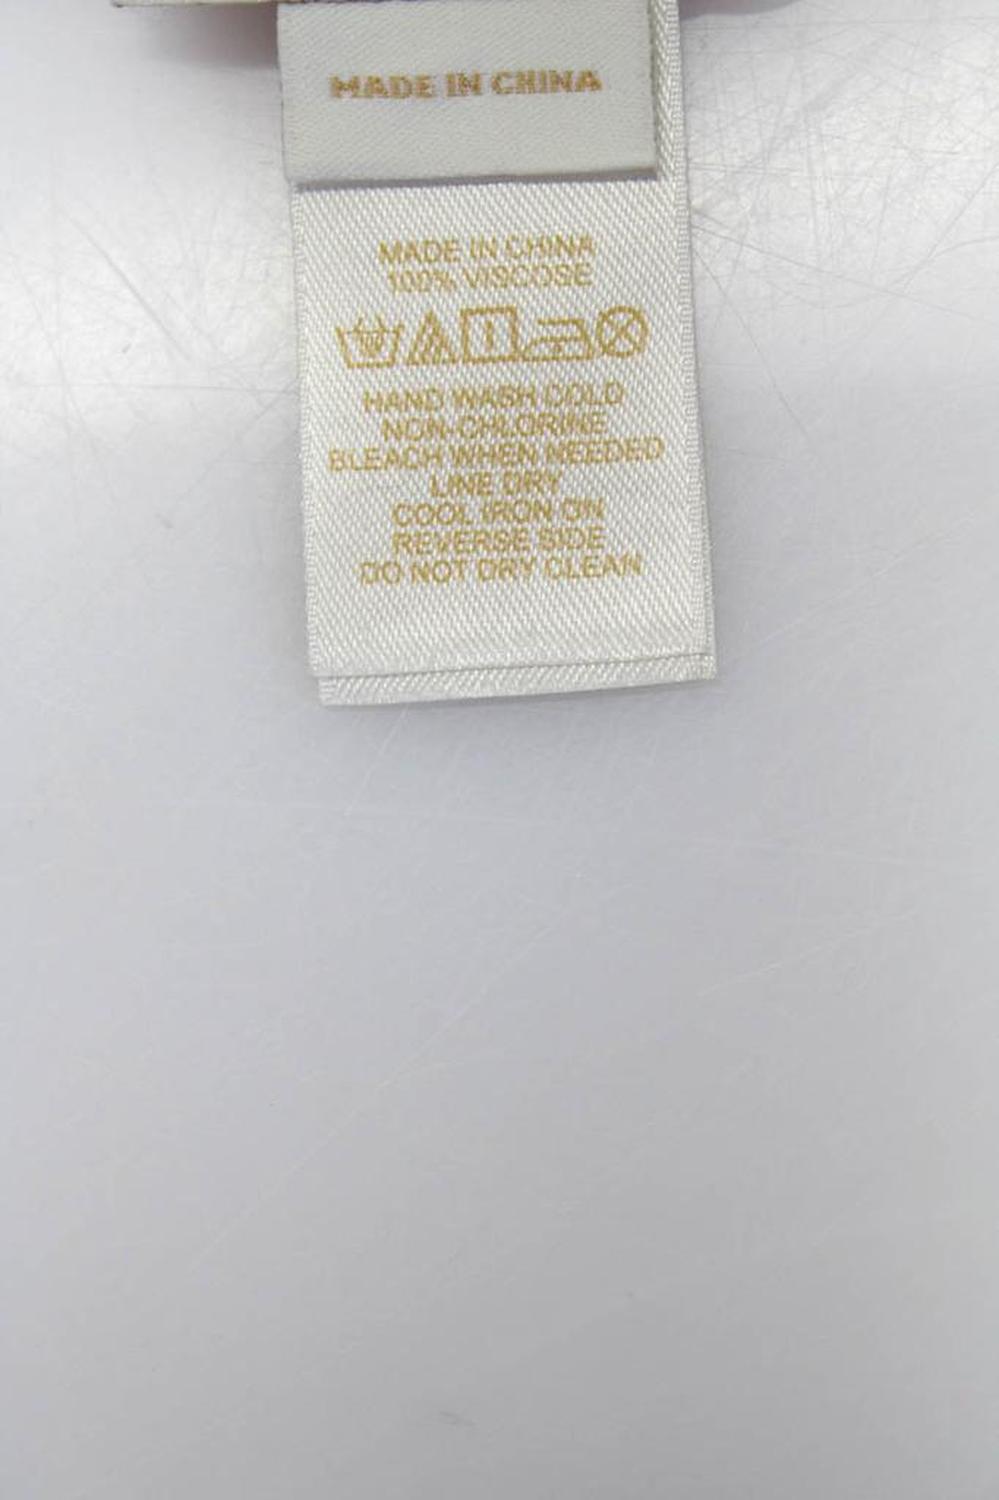 MADE IN CHINA
MADE IN CHINA
100% VISCOSE
HAND WASH COLD
NON-CHLORINE
BLEACH WHEN NEEDED
LINE DRY
COOL IRON ON
REVERSE SIDE
DO NOT DRY CLEAN